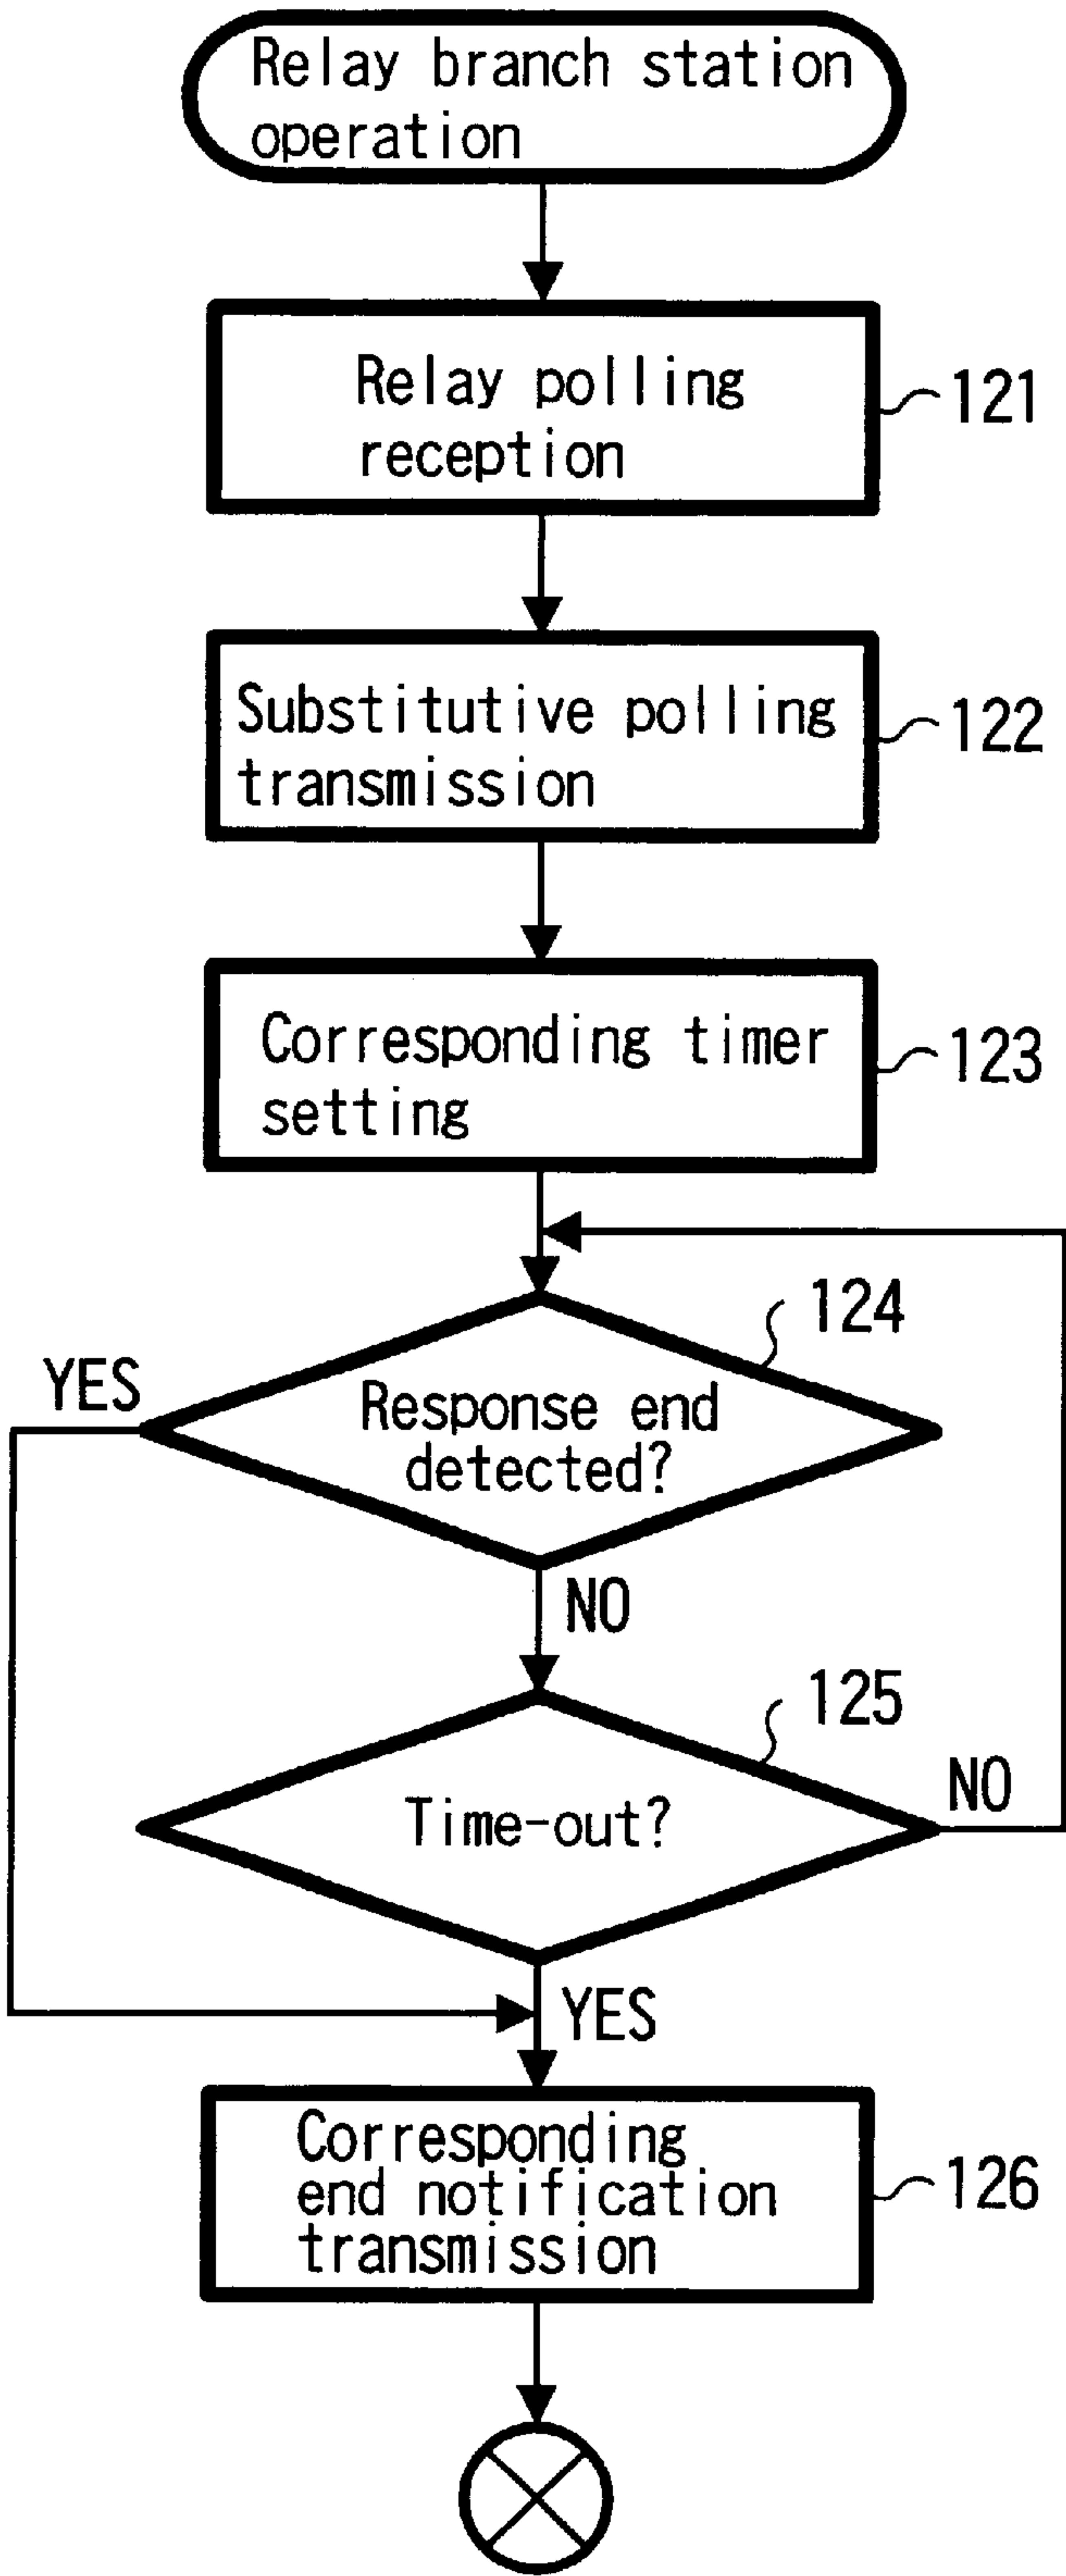 Relay branch station
operation
Relay polling
reception
121
Substitutive polling
transmission
122
Corresponding timer
setting
123
124
YES
Response end
detected?
NO
125
Time-out?
NO
YES
Corresponding
end notification
transmission
126